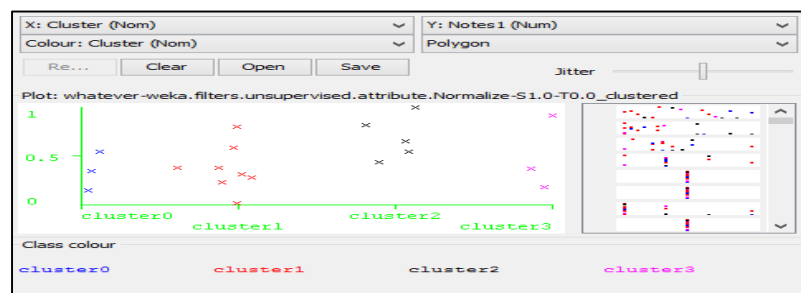 X: Cluster (Nom) Y: Notes1 (Num)
Colour: Cluster (Nom) Polygon
Re... Clear Open Save Jitter
Plot: whatever-weka.filters.unsupervised.attribute.Normalize-S1.0-T0.0_clustered
1
0.5
0
cluster0 cluster2
cluster1 cluster3
Class colour
cluster0 cluster1 cluster2 cluster3